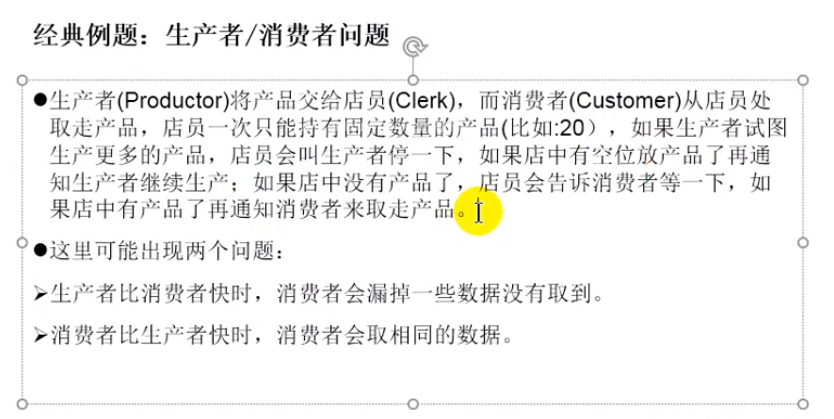 经典例题：生产者/消费者问题
●生产者(Productor)将产品交给店员(Clerk)，而消费者(Customer)从店员处
取走产品，店员一次只能持有固定数量的产品(比如:20），如果生产者试图
生产更多的产品，店员会叫生产者停一下，如果店中有空位放产品了再通
知生产者继续生产；如果店中没有产品了，店员会告诉消费者等一下，如
果店中有产品了再通知消费者来取走产品。
●这里可能出现两个问题：
➢生产者比消费者快时，消费者会漏掉一些数据没有取到。
➢消费者比生产者快时，消费者会取相同的数据。